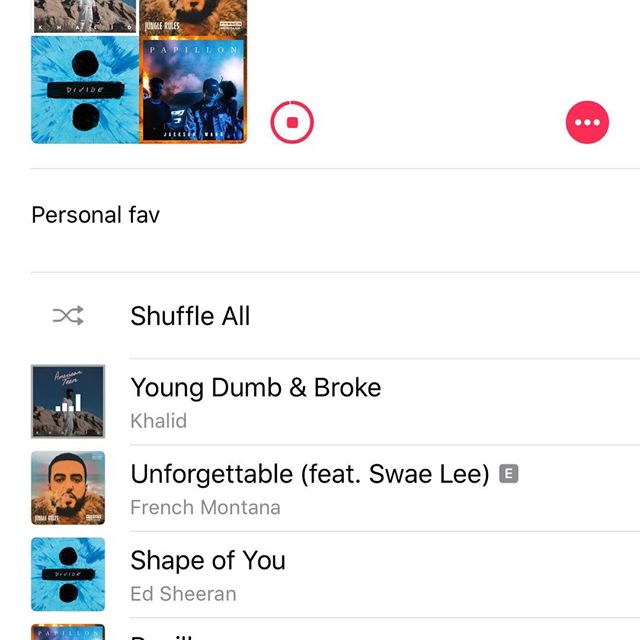 KHALID
JUNGLE RULES
PAPILLON
DIVIDE
JACKSON WANG
Personal fav
Shuffle All
American Teen
Young Dumb & Broke
Khalid
JUNGLE RULES
Unforgettable (feat. Swae Lee) E
French Montana
DIVIDE
Shape of You
Ed Sheeran
PAPILLON